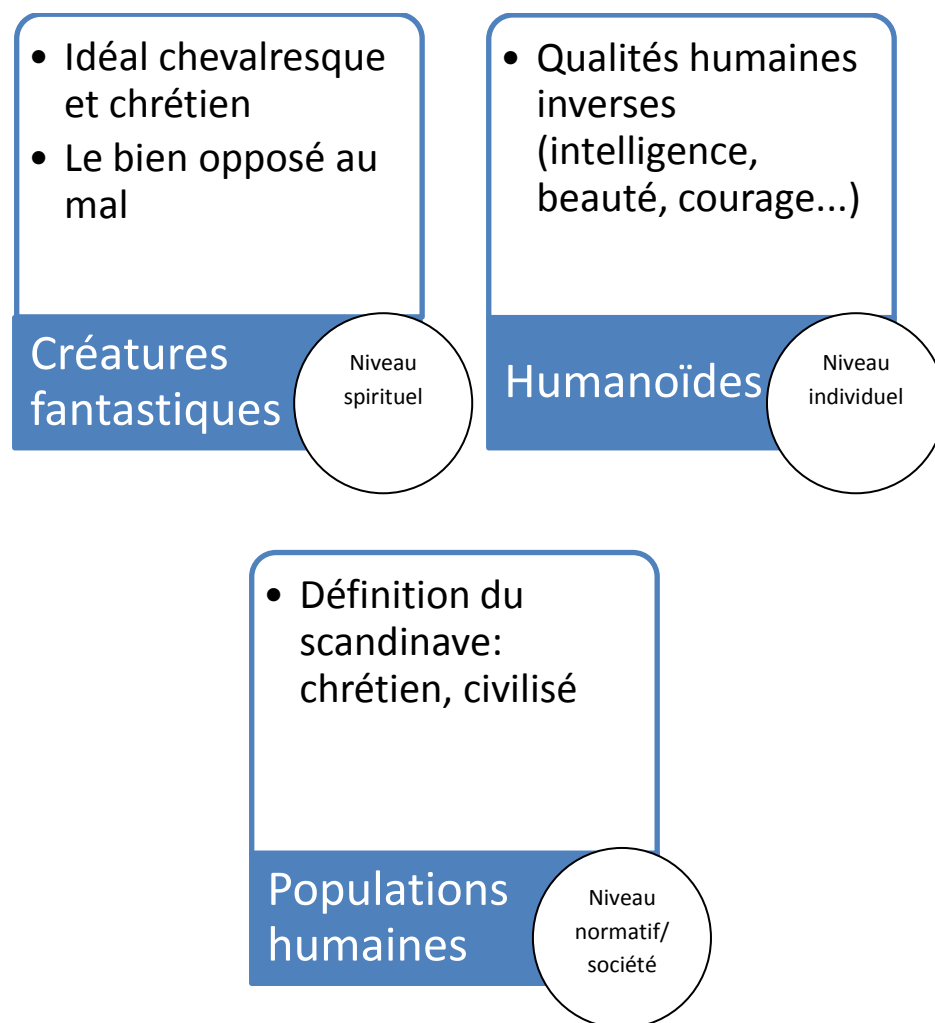 • Idéal chevalresque
et chrétien
• Le bien opposé au
mal
Créatures
fantastiques
Niveau
spirituel
• Qualités humaines
inverses
(intelligence,
beauté, courage...)
Humanoïdes
Niveau
individuel
• Définition du
scandinave:
chrétien, civilisé
Populations
humaines
Niveau
normatif/
société